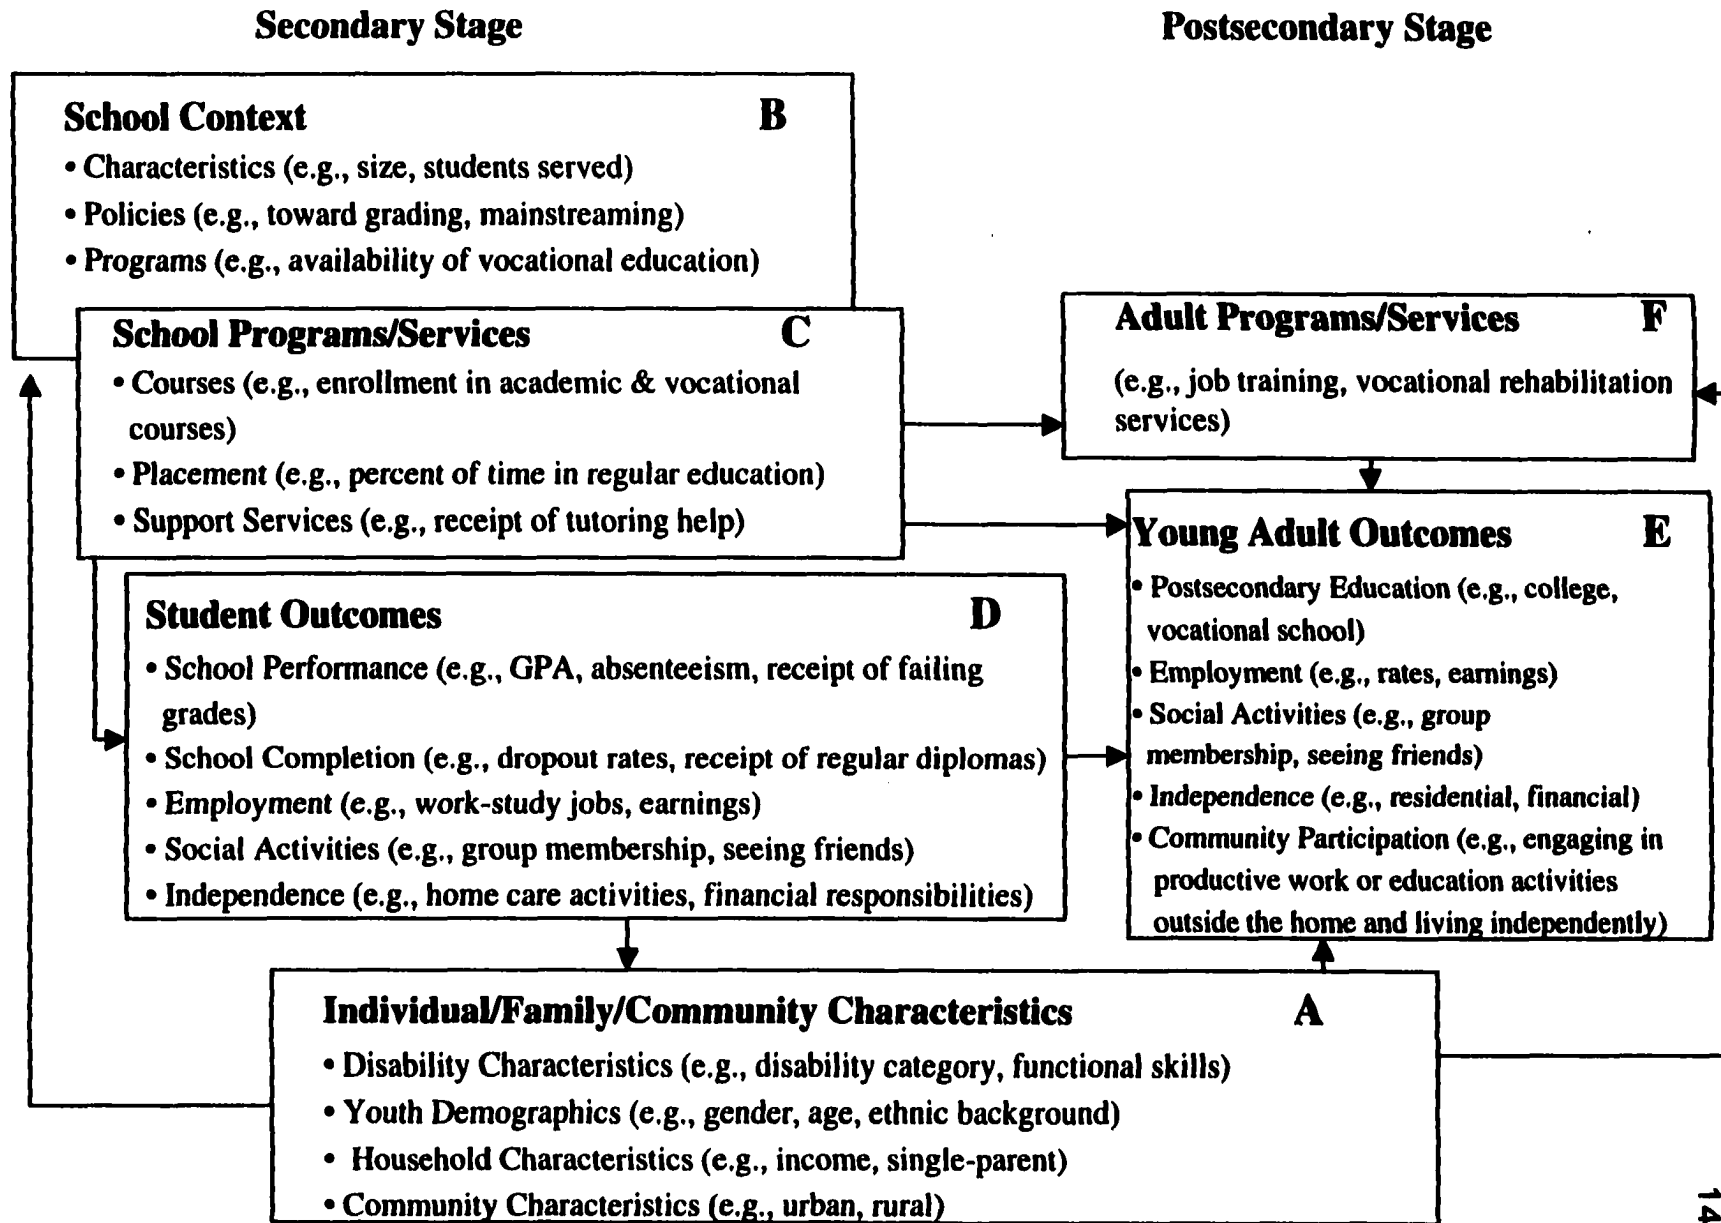 Secondary Stage
Postsecondary Stage
School Context B
• Characteristics (e.g., size, students served)
• Policies (e.g., toward grading, mainstreaming)
• Programs (e.g., availability of vocational education)
School Programs/Services C
• Courses (e.g., enrollment in academic & vocational
courses)
• Placement (e.g., percent of time in regular education)
• Support Services (e.g., receipt of tutoring help)
Student Outcomes D
• School Performance (e.g., GPA, absenteeism, receipt of failing
grades)
• School Completion (e.g., dropout rates, receipt of regular diplomas)
• Employment (e.g., work-study jobs, earnings)
• Social Activities (e.g., group membership, seeing friends)
• Independence (e.g., home care activities, financial responsibilities)
Individual/Family/Community Characteristics A
• Disability Characteristics (e.g., disability category, functional skills)
• Youth Demographics (e.g., gender, age, ethnic background)
• Household Characteristics (e.g., income, single-parent)
• Community Characteristics (e.g., urban, rural)
Adult Programs/Services F
(e.g., job training, vocational rehabilitation
services)
Young Adult Outcomes E
• Postsecondary Education (e.g., college,
vocational school)
• Employment (e.g., rates, earnings)
• Social Activities (e.g., group
membership, seeing friends)
• Independence (e.g., residential, financial)
• Community Participation (e.g., engaging in
productive work or education activities
outside the home and living independently)
14